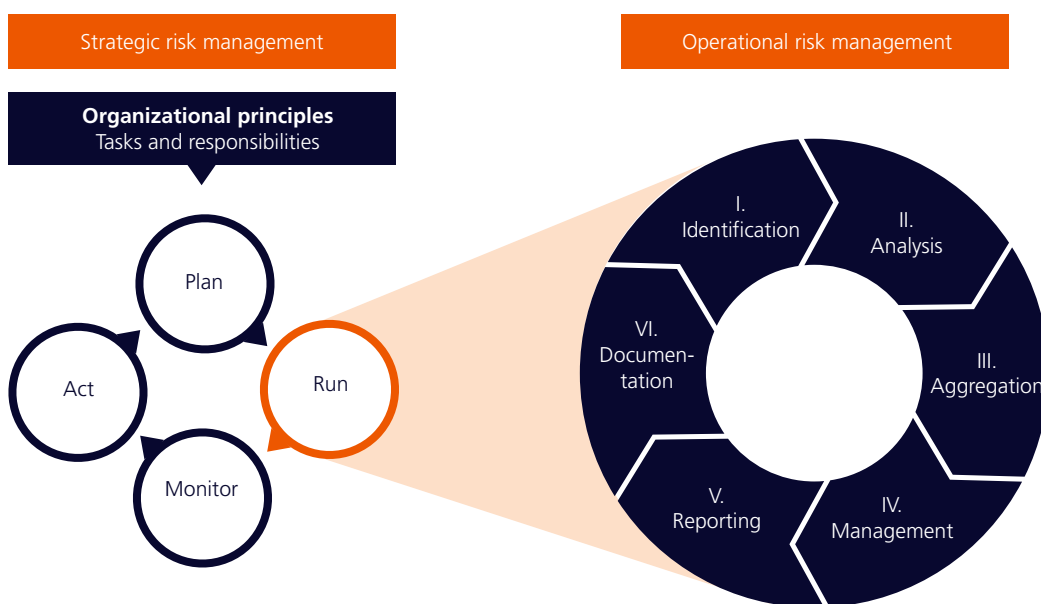 Strategic risk management
Operational risk management
Organizational principles
Tasks and responsibilities
Plan
Run
Monitor
Act
I.
Identification
II.
Analysis
III.
Aggregation
IV.
Management
V.
Reporting
VI.
Documen-
tation